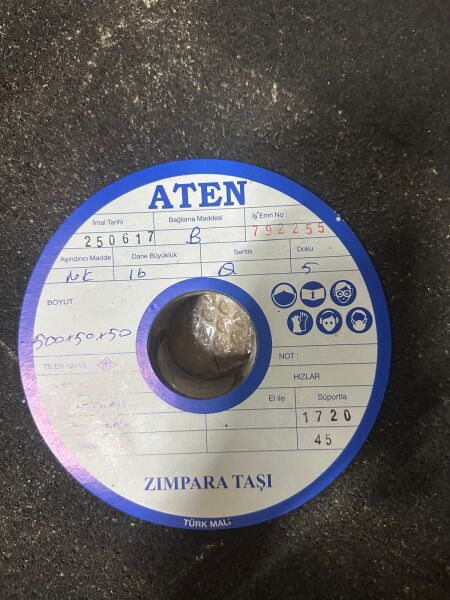 ATEN
İmal Tarihi
Bağlama Maddesi
İş Emri No :
250617
B
792255
Aşındırıcı Madde
Dane Büyüklük
Sertlik
Doku
NK
16
Q
5
BOYUT
500x50x50
TS EN 12413
NOT :
HIZLAR
El ile
Süportla
1720
45
ZIMPARA TAŞI
TÜRK MALI